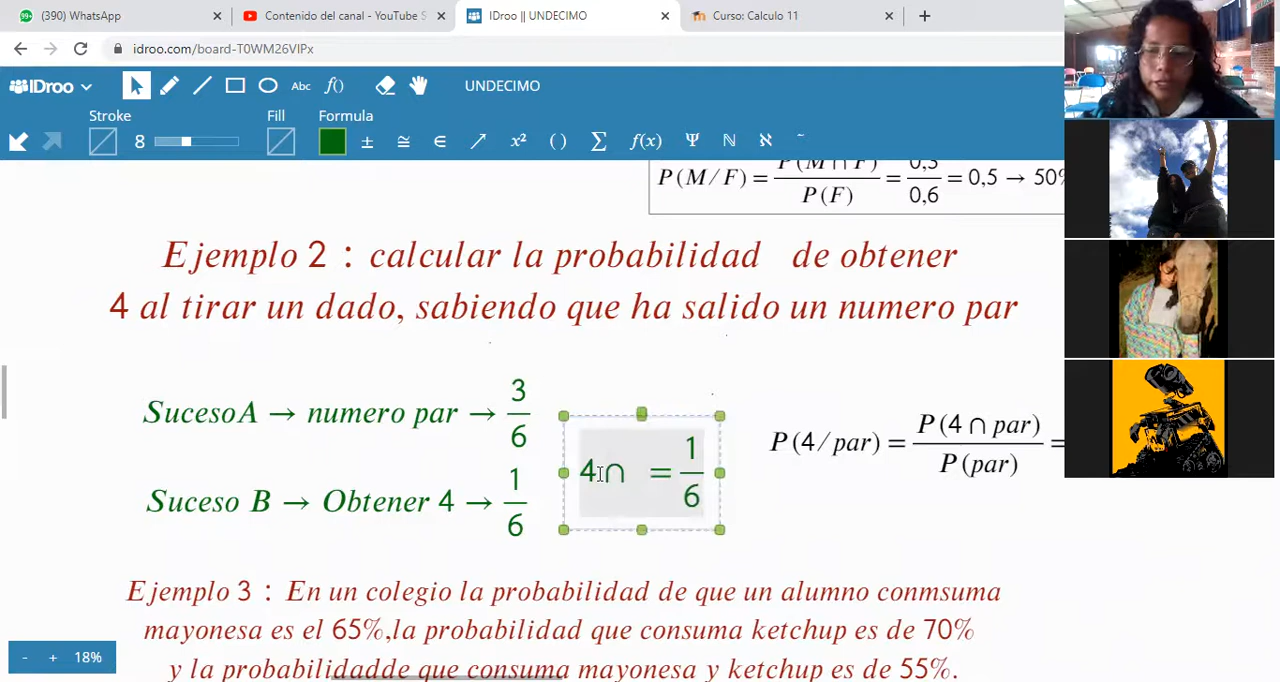 (390) WhatsApp
Contenido del canal - YouTube S
IDroo || UNDECIMO
Curso: Calculo 11
idroo.com/board-T0WM26VIPx
IDroo Abc f() UNDECIMO
Stroke Fill Formula
8 ± ≅ ∈ x² ( ) ∑ f(x) Ψ ℕ ℵ ~
P(M/F) = P(M ∩ F)/P(F) = 0,3/0,6 = 0,5 → 50%
Ejemplo 2 : calcular la probabilidad de obtener
4 al tirar un dado, sabiendo que ha salido un numero par
SucesoA → numero par → 3/6
4∩ = 1/6
P(4/par) = P(4 ∩ par)/P(par) =
Suceso B → Obtener 4 → 1/6
Ejemplo 3 : En un colegio la probabilidad de que un alumno conmsuma
mayonesa es el 65%,la probabilidad que consuma ketchup es de 70%
y la probabilidadde que consuma mayonesa y ketchup es de 55%.
- + 18%